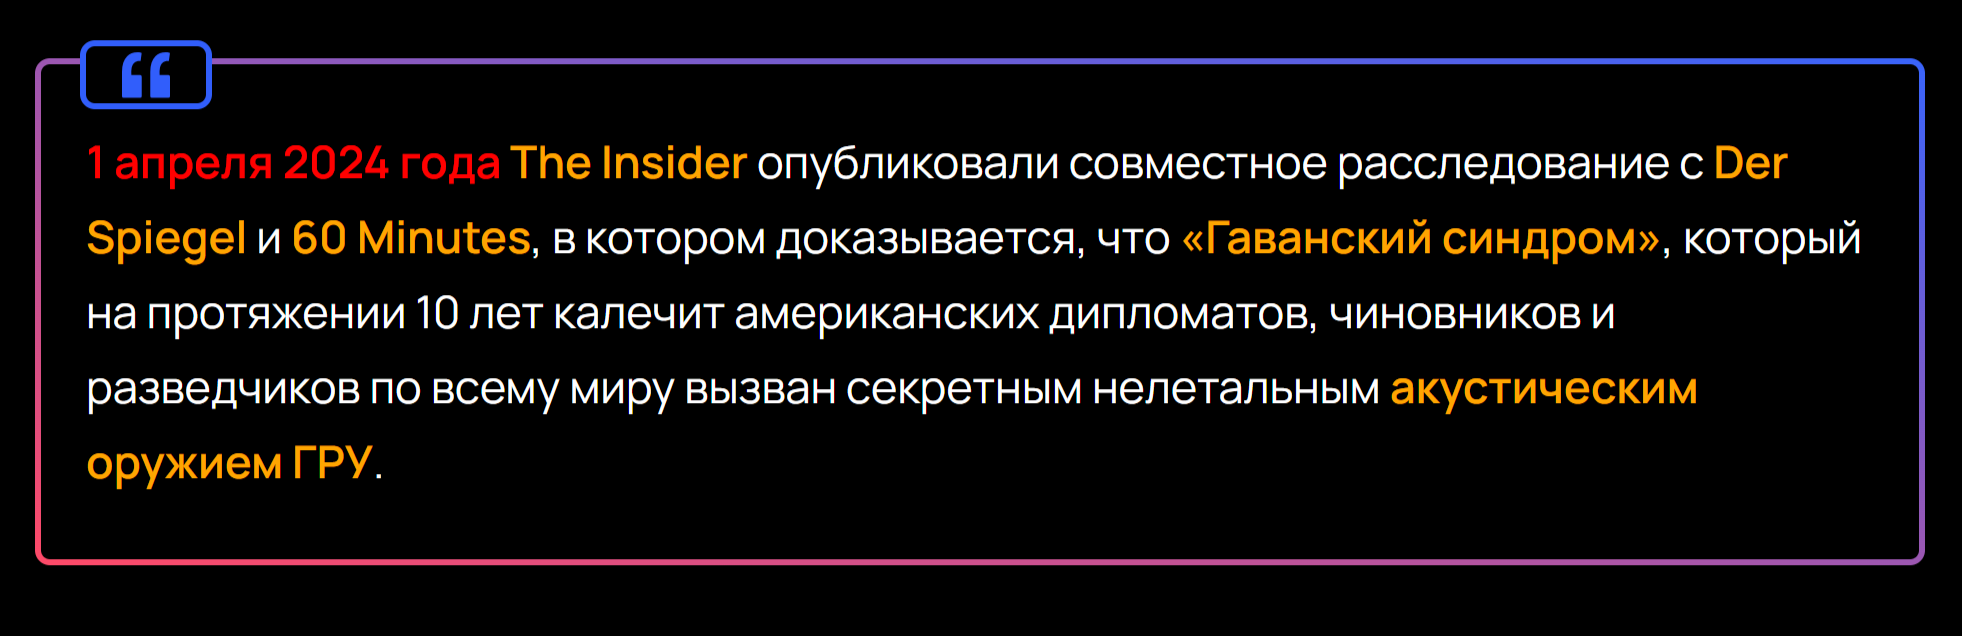 “
1 апреля 2024 года The Insider опубликовали совместное расследование с Der
Spiegel и 60 Minutes, в котором доказывается, что «Гаванский синдром», который
на протяжении 10 лет калечит американских дипломатов, чиновников и
разведчиков по всему миру вызван секретным нелетальным акустическим
оружием ГРУ.